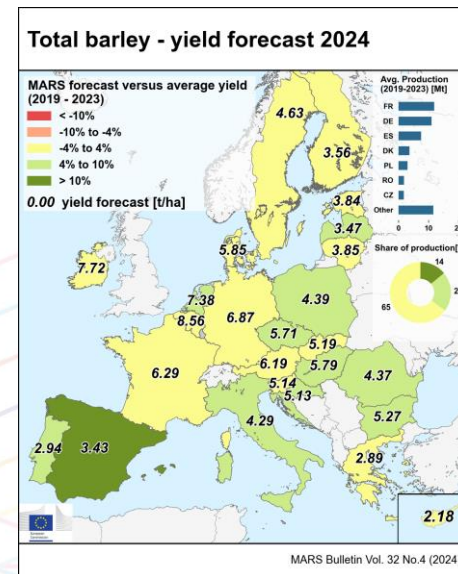 Total barley - yield forecast 2024
MARS forecast versus average yield
(2019 - 2023)
< -10%
-10% to -4%
-4% to 4%
4% to 10%
> 10%
0.00 yield forecast [t/ha]
Avg. Production
(2019-2023) [Mt]
FR
DE
ES
DK
PL
RO
CZ
Other
0 10 2
Share of production[
14
2
65
4.63
3.56
3.84
3.47
3.85
5.85
7.72
7.38
8.56
6.87
4.39
5.71
5.19
6.29
6.19
5.79
5.14
5.13
4.37
5.27
4.29
2.94
3.43
2.89
2.18
European
Commission
MARS Bulletin Vol. 32 No.4 (2024